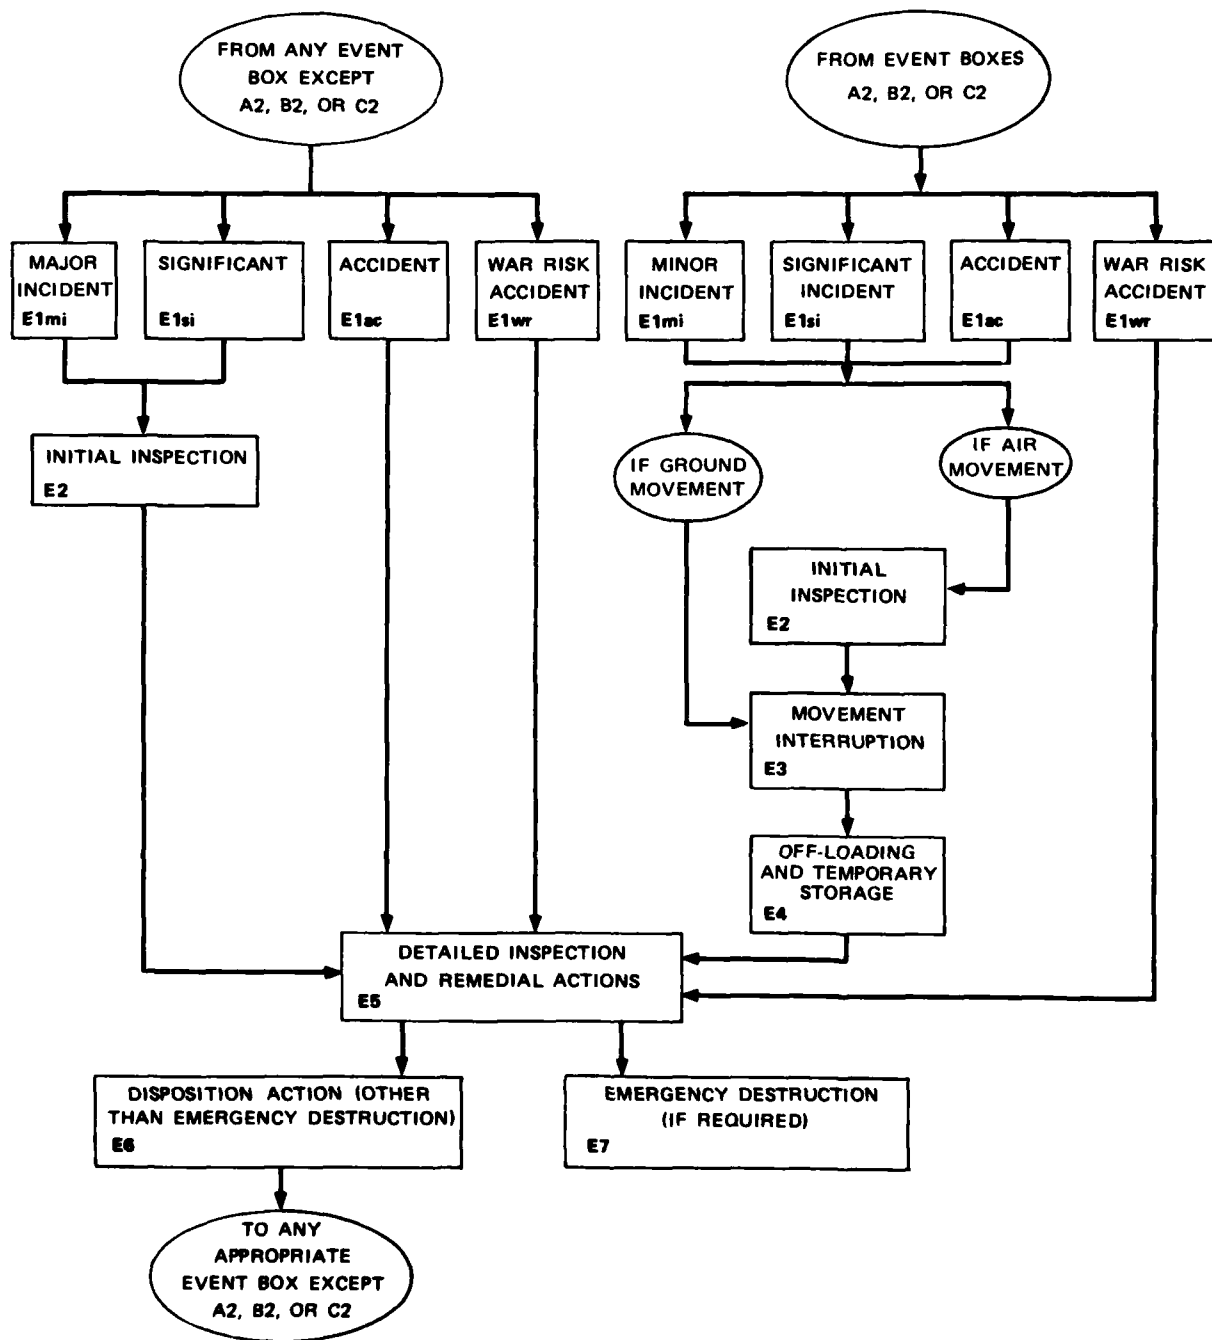 FROM ANY EVENT
BOX EXCEPT
A2, B2, OR C2
FROM EVENT BOXES
A2, B2, OR C2
MAJOR
INCIDENT
E1mi
SIGNIFICANT
E1si
ACCIDENT
E1ac
WAR RISK
ACCIDENT
E1wr
MINOR
INCIDENT
E1mi
SIGNIFICANT
INCIDENT
E1si
ACCIDENT
E1ac
WAR RISK
ACCIDENT
E1wr
INITIAL INSPECTION
E2
IF GROUND
MOVEMENT
IF AIR
MOVEMENT
INITIAL
INSPECTION
E2
MOVEMENT
INTERRUPTION
E3
OFF-LOADING
AND TEMPORARY
STORAGE
E4
DETAILED INSPECTION
AND REMEDIAL ACTIONS
E5
DISPOSITION ACTION (OTHER
THAN EMERGENCY DESTRUCTION)
E6
EMERGENCY DESTRUCTION
(IF REQUIRED)
E7
TO ANY
APPROPRIATE
EVENT BOX EXCEPT
A2, B2, OR C2